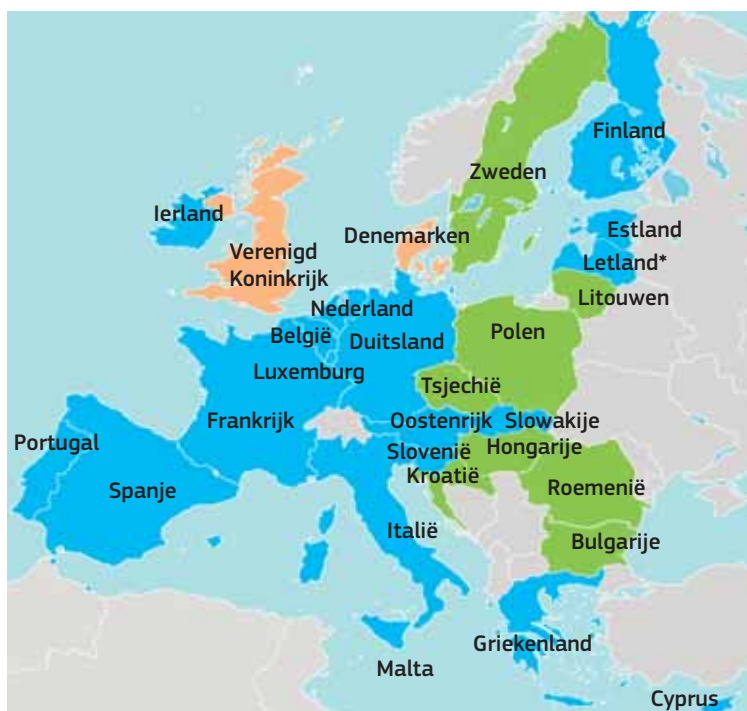 Finland
Zweden
Ierland
Estland
Denemarken
Verenigd
Koninkrijk
Letland*
Litouwen
Nederland
België
Duitsland
Polen
Luxemburg
Tsjechië
Frankrijk
Oostenrijk
Slowakije
Portugal
Slovenië
Hongarije
Kroatië
Spanje
Roemenië
Italië
Bulgarije
Griekenland
Malta
Cyprus